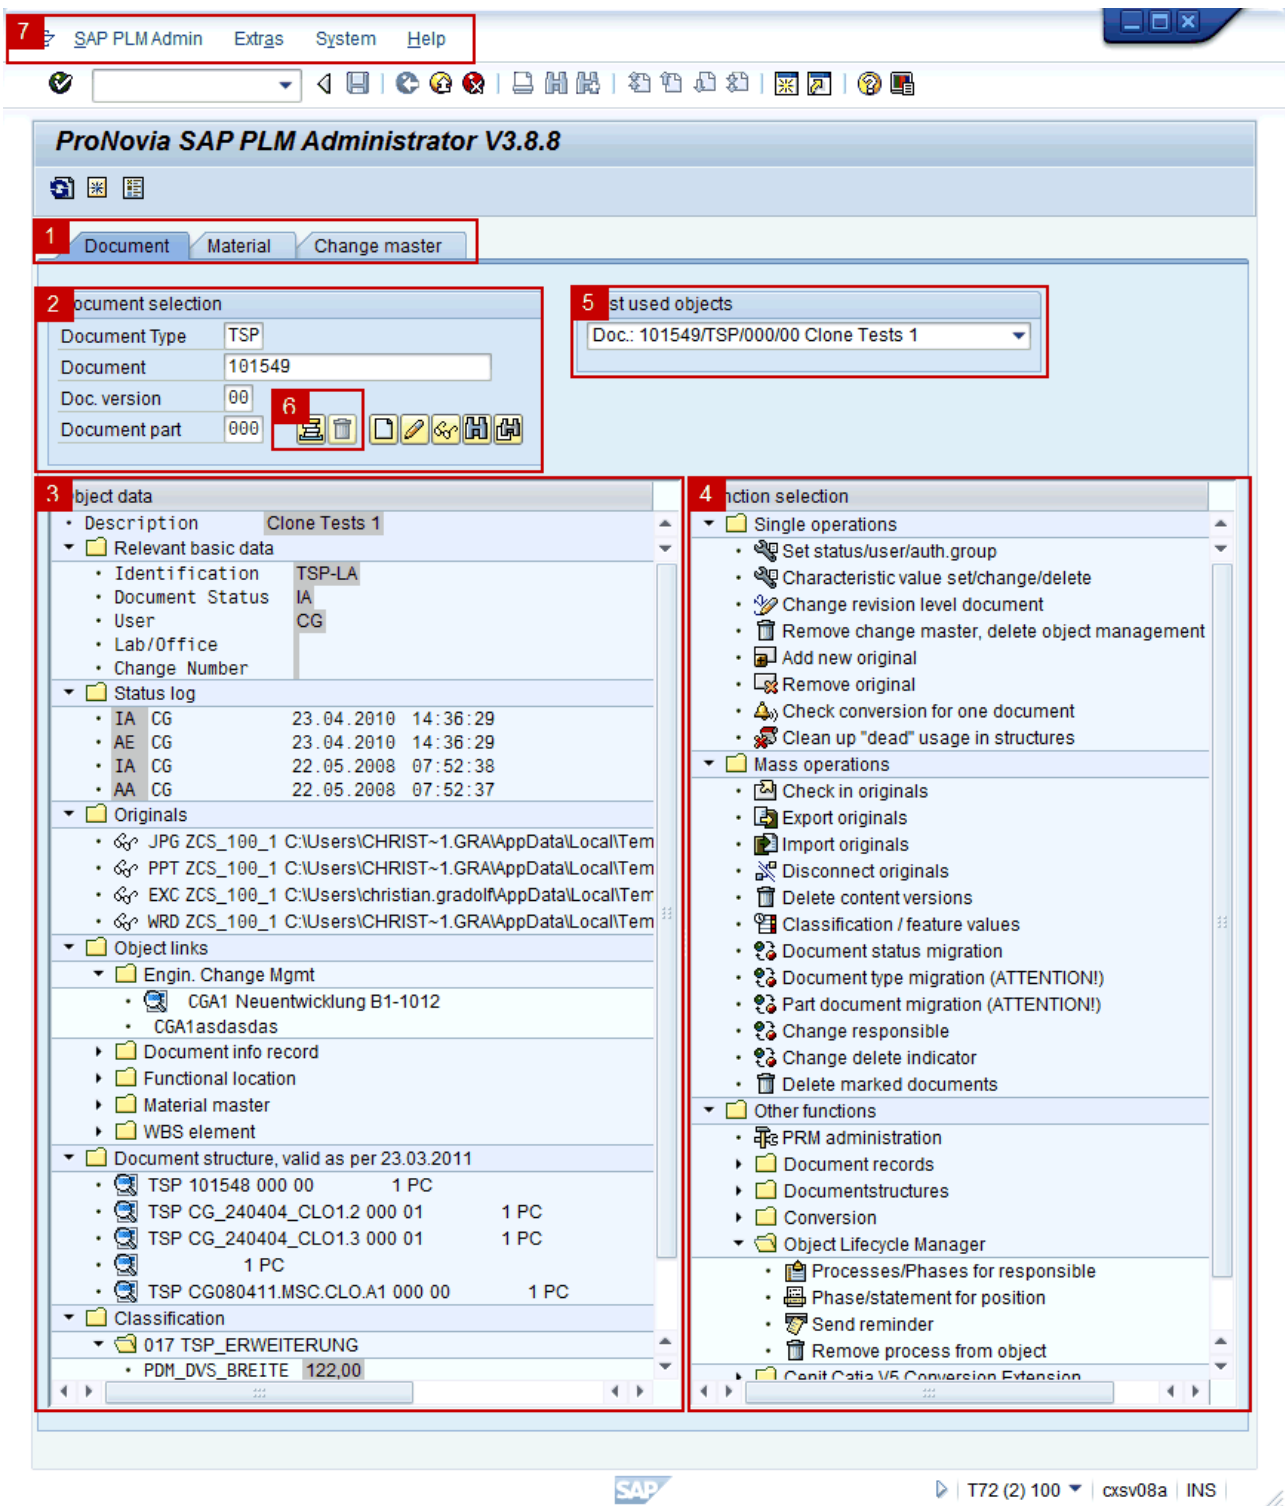 7
SAP PLM Admin Extras System Help
ProNovia SAP PLM Administrator V3.8.8
1 Document Material Change master
2 ocument selection
Document Type TSP
Document 101549
Doc. version 00
Document part 000
6
5 st used objects
Doc.: 101549/TSP/000/00 Clone Tests 1
3 bject data
Description Clone Tests 1
Relevant basic data
Identification TSP-LA
Document Status IA
User CG
Lab/Office
Change Number
Status log
IA CG 23.04.2010 14:36:29
AE CG 23.04.2010 14:36:29
IA CG 22.05.2008 07:52:38
AA CG 22.05.2008 07:52:37
Originals
JPG ZCS_100_1 C:\Users\CHRIST~1.GRA\AppData\Local\Tem
PPT ZCS_100_1 C:\Users\CHRIST~1.GRA\AppData\Local\Tem
EXC ZCS_100_1 C:\Users\christian.gradolf\AppData\Local\Tem
WRD ZCS_100_1 C:\Users\CHRIST~1.GRA\AppData\Local\Tem
Object links
Engin. Change Mgmt
CGA1 Neuentwicklung B1-1012
CGA1asdasdas
Document info record
Functional location
Material master
WBS element
Document structure, valid as per 23.03.2011
TSP 101548 000 00 1 PC
TSP CG_240404_CLO1.2 000 01 1 PC
TSP CG_240404_CLO1.3 000 01 1 PC
1 PC
TSP CG080411.MSC.CLO.A1 000 00 1 PC
Classification
017 TSP_ERWEITERUNG
PDM_DVS_BREITE 122,00
4 nction selection
Single operations
Set status/user/auth.group
Characteristic value set/change/delete
Change revision level document
Remove change master, delete object management
Add new original
Remove original
Check conversion for one document
Clean up "dead" usage in structures
Mass operations
Check in originals
Export originals
Import originals
Disconnect originals
Delete content versions
Classification / feature values
Document status migration
Document type migration (ATTENTION!)
Part document migration (ATTENTION!)
Change responsible
Change delete indicator
Delete marked documents
Other functions
PRM administration
Document records
Documentstructures
Conversion
Object Lifecycle Manager
Processes/Phases for responsible
Phase/statement for position
Send reminder
Remove process from object
Cenit Catia V5 Conversion Extension
SAP
T72 (2) 100 cxsv08a INS